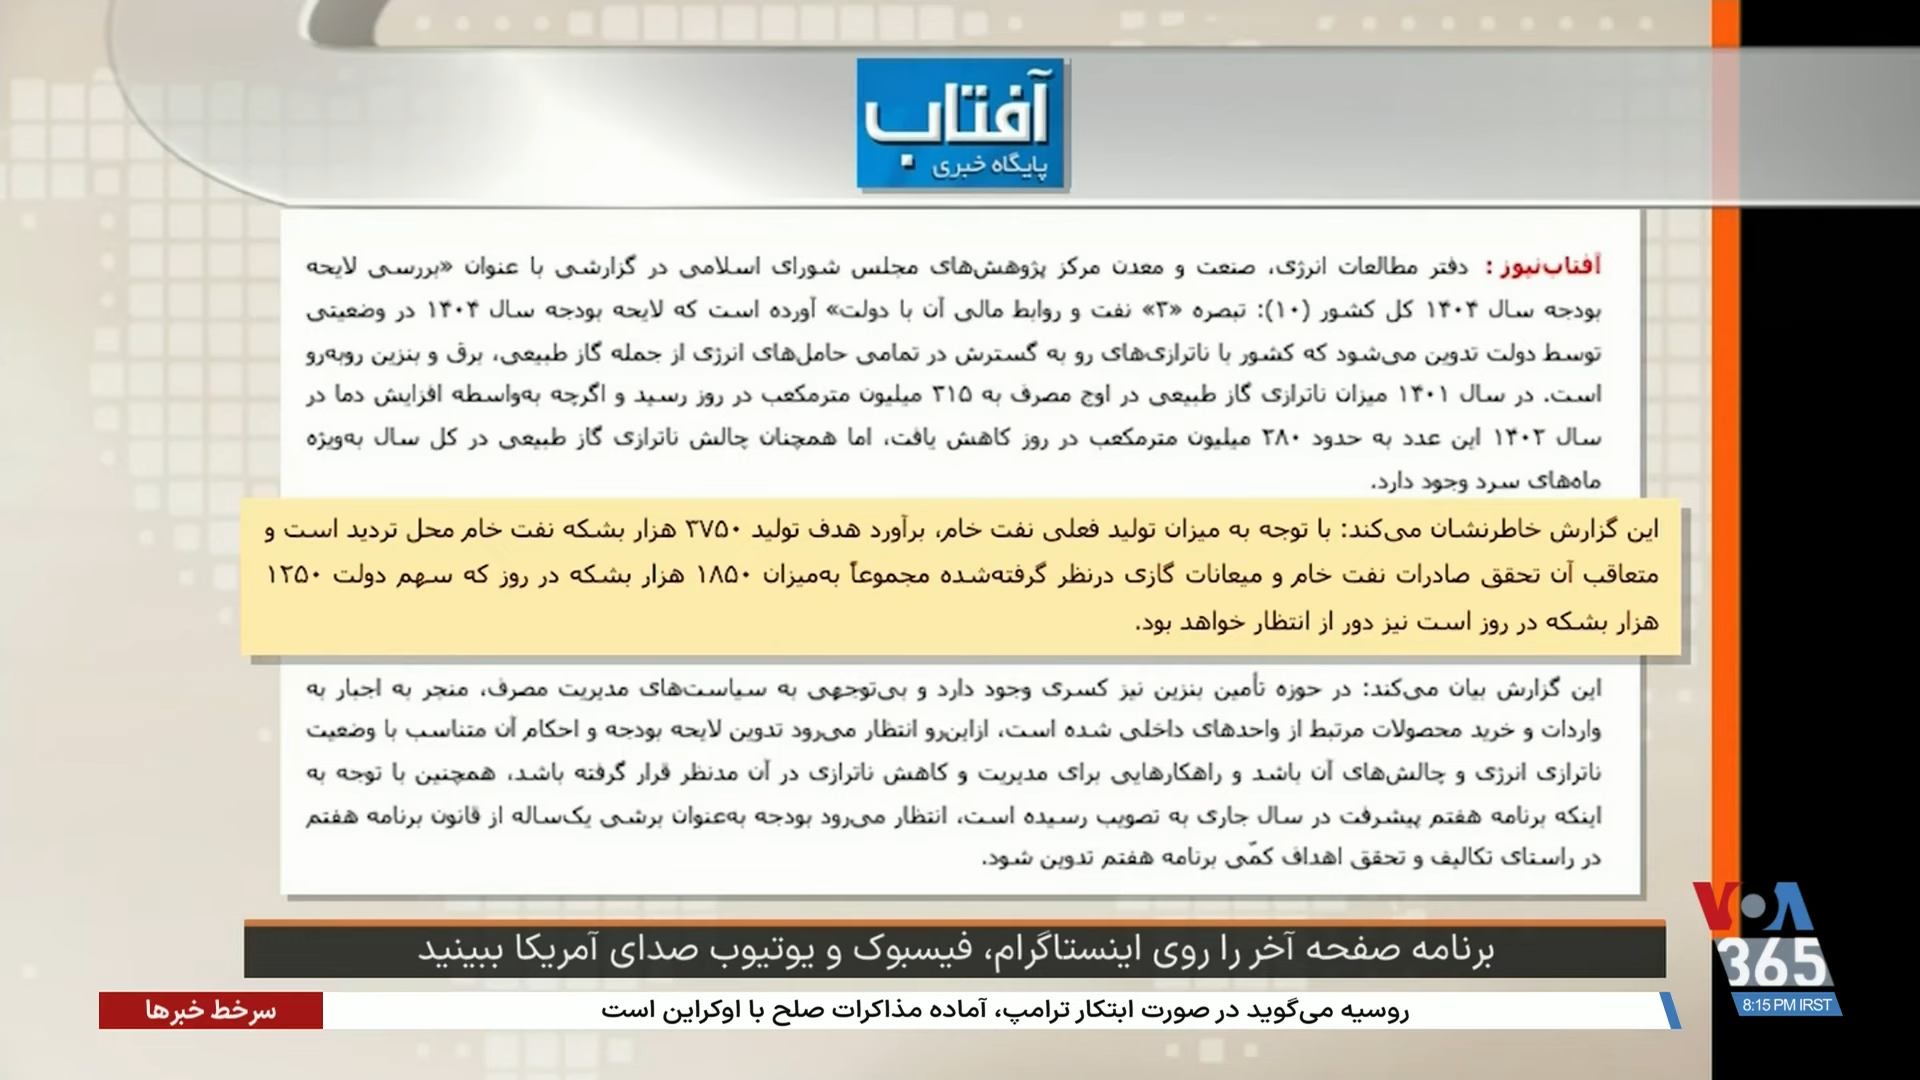 آفتاب
پایگاه خبری
آفتاب‌‌نیوز : دفتر مطالعات انرژی، صنعت و معدن مرکز پژوهش‌های مجلس شورای اسلامی در گزارشی با عنوان «بررسی لایحه
بودجه سال ۱۴۰۴ کل کشور (۱۰): تبصره «۳» نفت و روابط مالی آن با دولت» آورده است که لایحه بودجه سال ۱۴۰۴ در وضعیتی
توسط دولت تدوین می‌شود که کشور با ناترازی‌های رو به گسترش در تمامی حامل‌های انرژی از جمله گاز طبیعی، برق و بنزین روبه‌رو
است. در سال ۱۴۰۱ میزان ناترازی گاز طبیعی در اوج مصرف به ۳۱۵ میلیون مترمکعب در روز رسید و اگرچه به‌واسطه افزایش دما در
سال ۱۴۰۲ این عدد به حدود ۲۸۰ میلیون مترمکعب در روز کاهش یافت، اما همچنان چالش ناترازی گاز طبیعی در کل سال به‌ویژه
ماه‌های سرد وجود دارد.
این گزارش خاطرنشان می‌کند: با توجه به میزان تولید فعلی نفت خام، برآورد هدف تولید ۳۷۵۰ هزار بشکه نفت خام محل تردید است و
متعاقب آن تحقق صادرات نفت خام و میعانات گازی درنظر گرفته‌شده مجموعاً به‌میزان ۱۸۵۰ هزار بشکه در روز که سهم دولت ۱۲۵۰
هزار بشکه در روز است نیز دور از انتظار خواهد بود.
این گزارش بیان می‌کند: در حوزه تأمین بنزین نیز کسری وجود دارد و بی‌توجهی به سیاست‌های مدیریت مصرف، منجر به اجبار به
واردات و خرید محصولات مرتبط از واحدهای داخلی شده است، ازاین‌رو انتظار می‌رود تدوین لایحه بودجه و احکام آن متناسب با وضعیت
ناترازی انرژی و چالش‌های آن باشد و راهکارهایی برای مدیریت و کاهش ناترازی در آن مدنظر قرار گرفته باشد، همچنین با توجه به
اینکه برنامه هفتم پیشرفت در سال جاری به تصویب رسیده است، انتظار می‌رود بودجه به‌عنوان برشی یک‌ساله از قانون برنامه هفتم
در راستای تکالیف و تحقق اهداف کمّی برنامه هفتم تدوین شود.
برنامه صفحه آخر را روی اینستاگرام، فیسبوک و یوتیوب صدای آمریکا ببینید
VOA
365
8:15 PM IRST
سرخط خبرها
روسیه می‌گوید در صورت ابتکار ترامپ، آماده مذاکرات صلح با اوکراین است